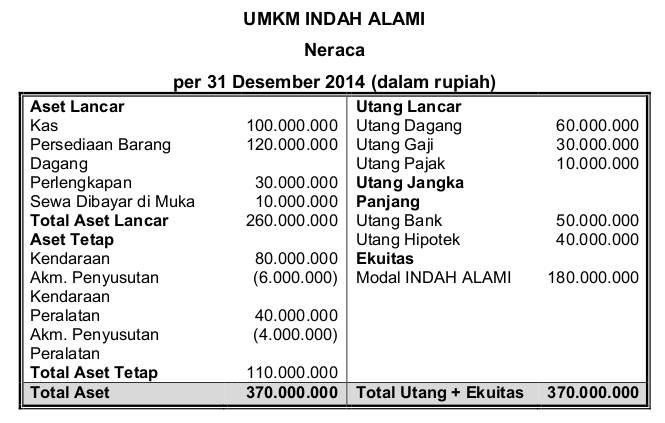 UMKM INDAH ALAMI
Neraca
per 31 Desember 2014 (dalam rupiah)
Aset Lancar
Kas 100.000.000
Persediaan Barang 120.000.000
Dagang
Perlengkapan 30.000.000
Sewa Dibayar di Muka 10.000.000
Total Aset Lancar 260.000.000
Aset Tetap
Kendaraan 80.000.000
Akm. Penyusutan (6.000.000)
Kendaraan
Peralatan 40.000.000
Akm. Penyusutan (4.000.000)
Peralatan
Total Aset Tetap 110.000.000
Total Aset 370.000.000
Utang Lancar
Utang Dagang 60.000.000
Utang Gaji 30.000.000
Utang Pajak 10.000.000
Utang Jangka
Panjang
Utang Bank 50.000.000
Utang Hipotek 40.000.000
Ekuitas
Modal INDAH ALAMI 180.000.000
Total Utang + Ekuitas 370.000.000